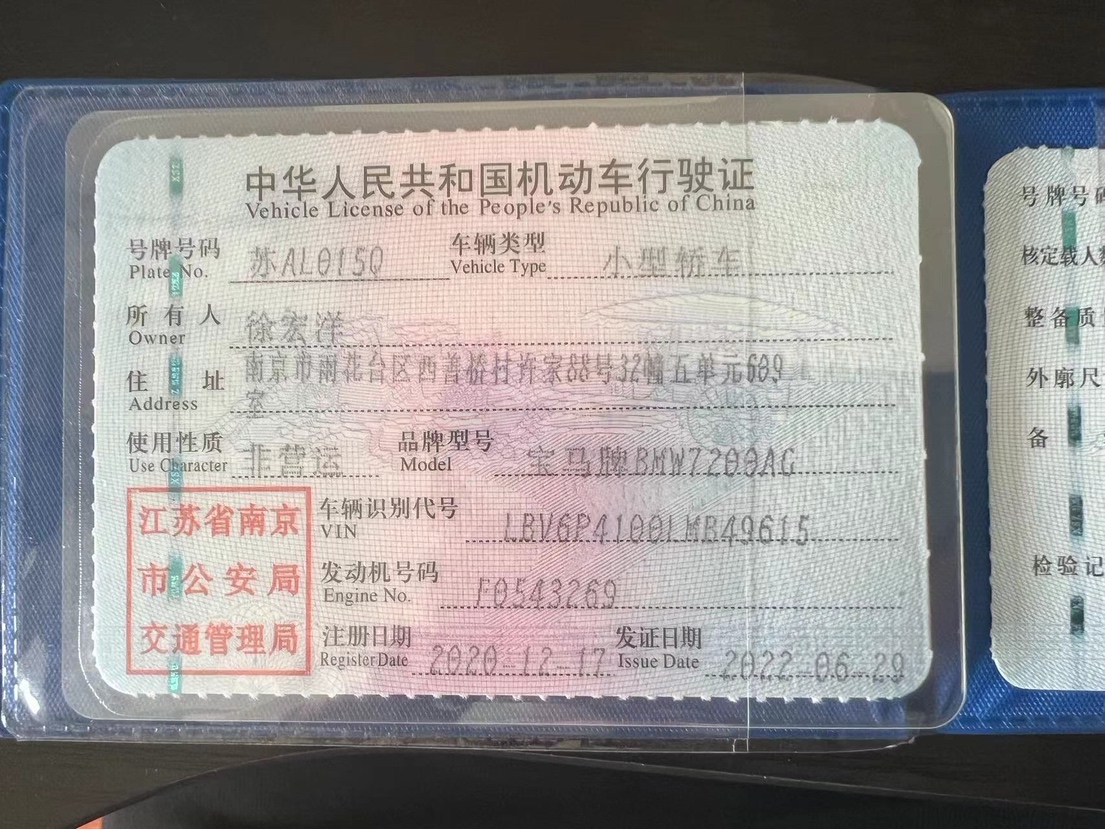 中华人民共和国机动车行驶证
Vehicle License of the People's Republic of China
号牌号码 苏AL015Q 车辆类型 小型轿车
Plate No. Vehicle Type
所有人 徐宏洋
Owner
住址 南京市雨花台区西善桥村许家88号32幢五单元609
室
Address
使用性质 非营运 品牌型号 宝马牌BMW7209AG
Use Character Model
江苏省南京
市公安局
交通管理局
车辆识别代号 LBV6P4100LMB49615
VIN
发动机号码 F0543269
Engine No.
注册日期 2020-12-17 发证日期 2022-06-29
Register Date Issue Date
号牌号码
核定载人数
整备质
外廓尺
备
检验记